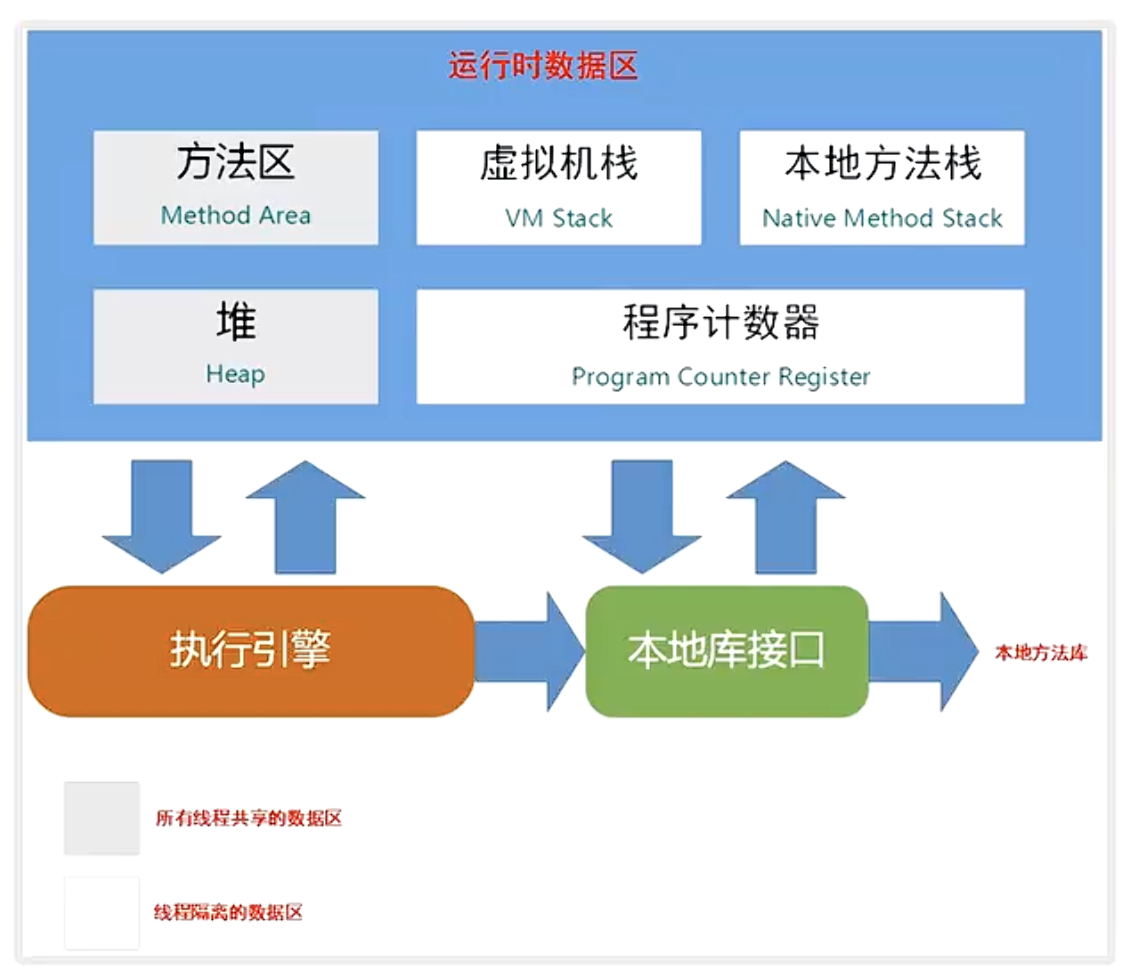 运行时数据区
方法区
Method Area
虚拟机栈
VM Stack
本地方法栈
Native Method Stack
堆
Heap
程序计数器
Program Counter Register
执行引擎
本地库接口
本地方法库
所有线程共享的数据区
线程隔离的数据区